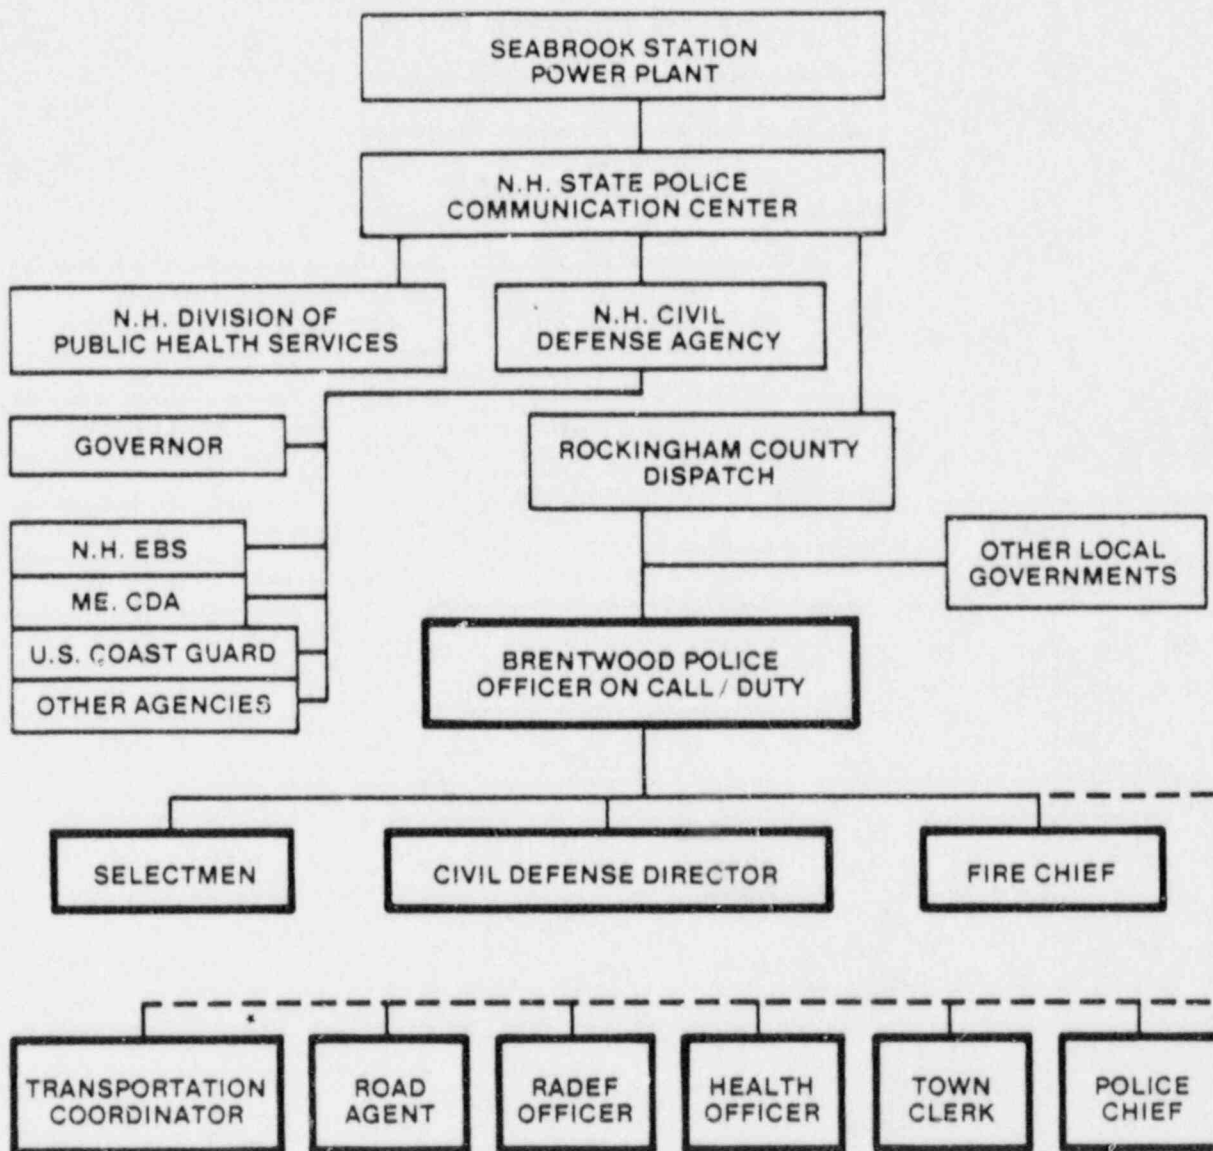 SEABROOK STATION
POWER PLANT
N.H. STATE POLICE
COMMUNICATION CENTER
N.H. DIVISION OF
PUBLIC HEALTH SERVICES
N.H. CIVIL
DEFENSE AGENCY
GOVERNOR
ROCKINGHAM COUNTY
DISPATCH
N.H. EBS
ME. CDA
U.S. COAST GUARD
OTHER AGENCIES
OTHER LOCAL
GOVERNMENTS
BRENTWOOD POLICE
OFFICER ON CALL / DUTY
SELECTMEN
CIVIL DEFENSE DIRECTOR
FIRE CHIEF
TRANSPORTATION
COORDINATOR
ROAD
AGENT
RADEF
OFFICER
HEALTH
OFFICER
TOWN
CLERK
POLICE
CHIEF